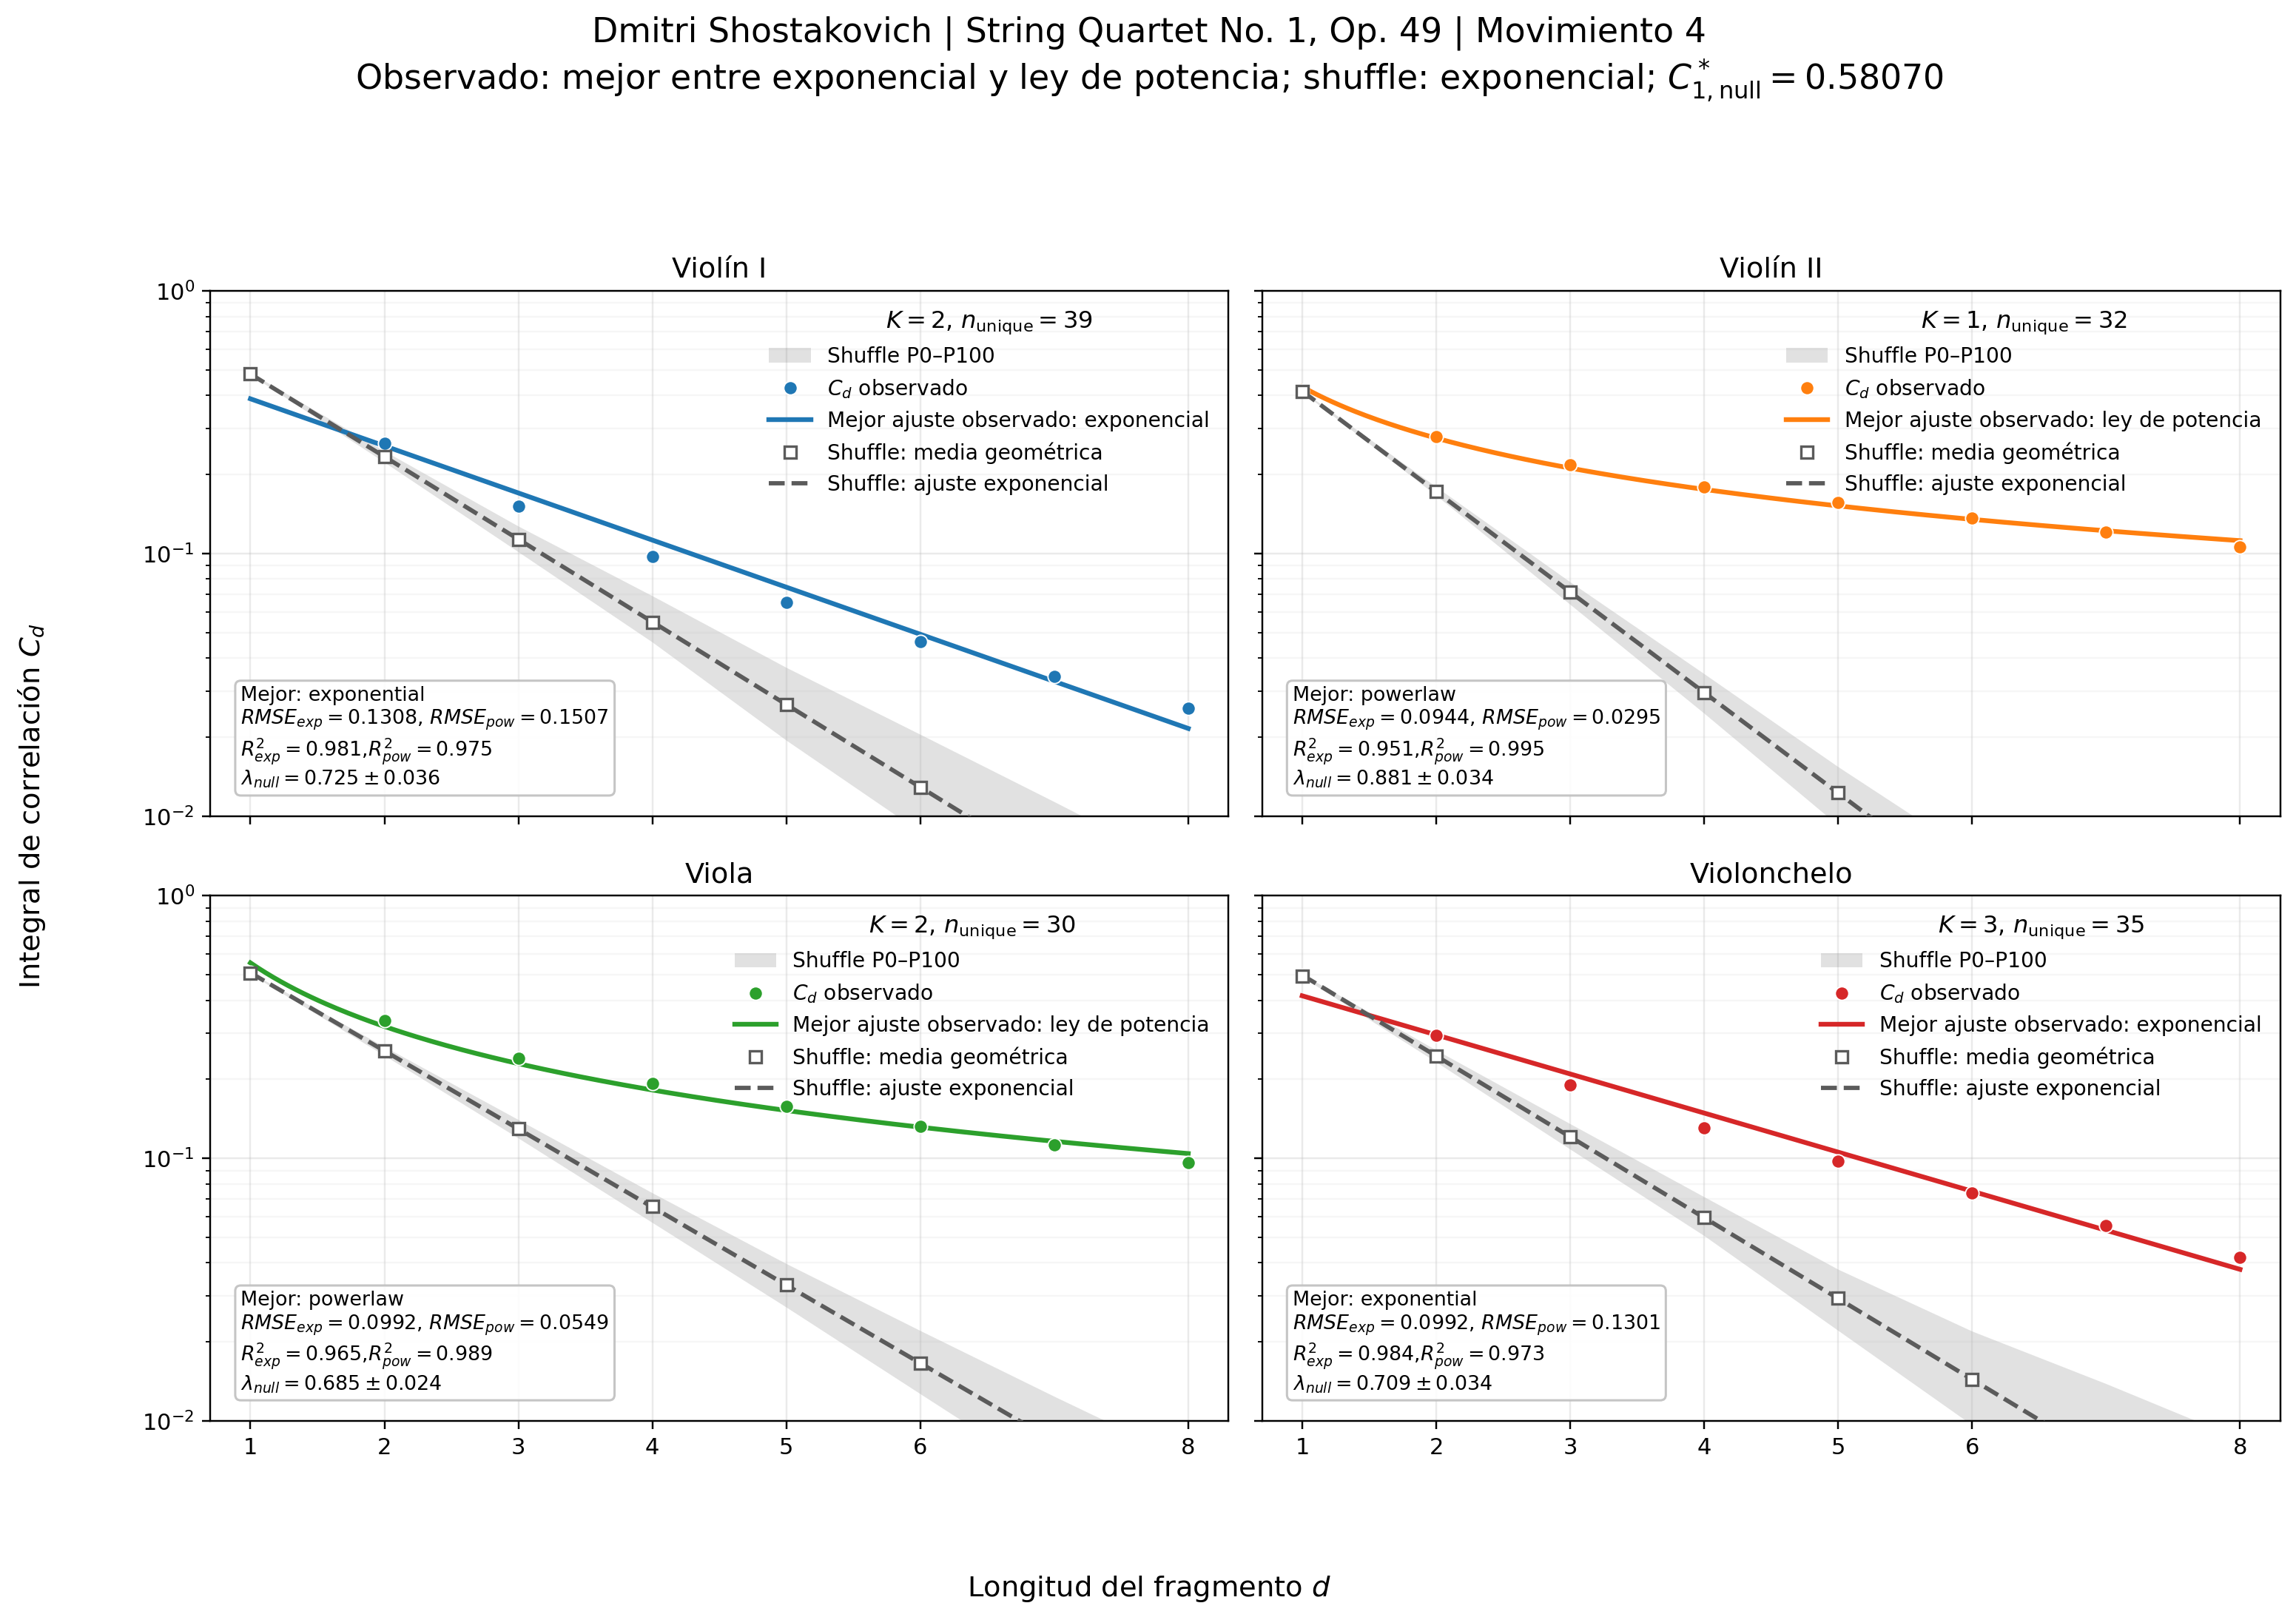 Dmitri Shostakovich | String Quartet No. 1, Op. 49 | Movimiento 4
Observado: mejor entre exponencial y ley de potencia; shuffle: exponencial; C*1,null = 0.58070
Integral de correlación Cd
Violín I
10⁰
10⁻¹
10⁻²
K = 2, nunique = 39
Shuffle P0–P100
Cd observado
Mejor ajuste observado: exponencial
Shuffle: media geométrica
Shuffle: ajuste exponencial
Mejor: exponential
RMSEexp = 0.1308, RMSEpow = 0.1507
R²exp = 0.981,R²pow = 0.975
λnull = 0.725 ± 0.036
Violín II
K = 1, nunique = 32
Shuffle P0–P100
Cd observado
Mejor ajuste observado: ley de potencia
Shuffle: media geométrica
Shuffle: ajuste exponencial
Mejor: powerlaw
RMSEexp = 0.0944, RMSEpow = 0.0295
R²exp = 0.951,R²pow = 0.995
λnull = 0.881 ± 0.034
Viola
10⁰
10⁻¹
10⁻²
K = 2, nunique = 30
Shuffle P0–P100
Cd observado
Mejor ajuste observado: ley de potencia
Shuffle: media geométrica
Shuffle: ajuste exponencial
Mejor: powerlaw
RMSEexp = 0.0992, RMSEpow = 0.0549
R²exp = 0.965,R²pow = 0.989
λnull = 0.685 ± 0.024
1 2 3 4 5 6 8
Violonchelo
K = 3, nunique = 35
Shuffle P0–P100
Cd observado
Mejor ajuste observado: exponencial
Shuffle: media geométrica
Shuffle: ajuste exponencial
Mejor: exponential
RMSEexp = 0.0992, RMSEpow = 0.1301
R²exp = 0.984,R²pow = 0.973
λnull = 0.709 ± 0.034
1 2 3 4 5 6 8
Longitud del fragmento d